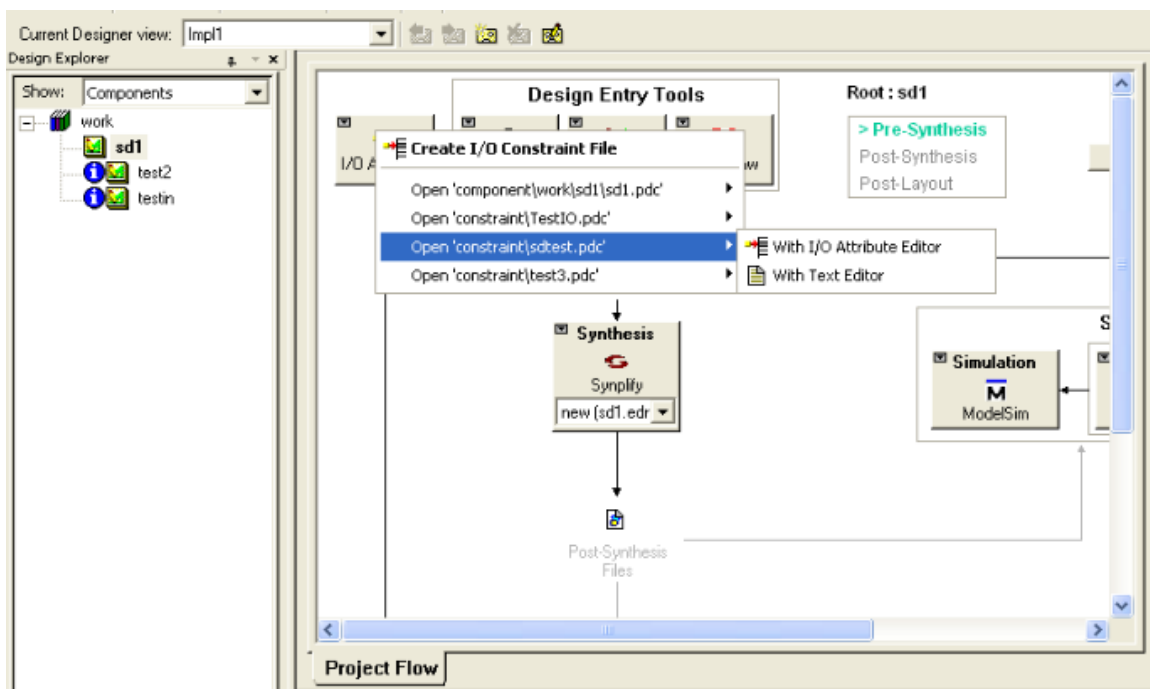 Current Designer view: Impl1
Design Explorer
Show: Components
work
sd1
test2
testin
Design Entry Tools
Root : sd1
> Pre-Synthesis
Post-Synthesis
Post-Layout
I/O A
Create I/O Constraint File
Open 'component\work\sd1\sd1.pdc'
Open 'constraint\TestIO.pdc'
Open 'constraint\sdtest.pdc'
Open 'constraint\test3.pdc'
With I/O Attribute Editor
With Text Editor
Synthesis
Synplify
new (sd1.edr
S
Simulation
M
ModelSim
Post-Synthesis
Files
Project Flow